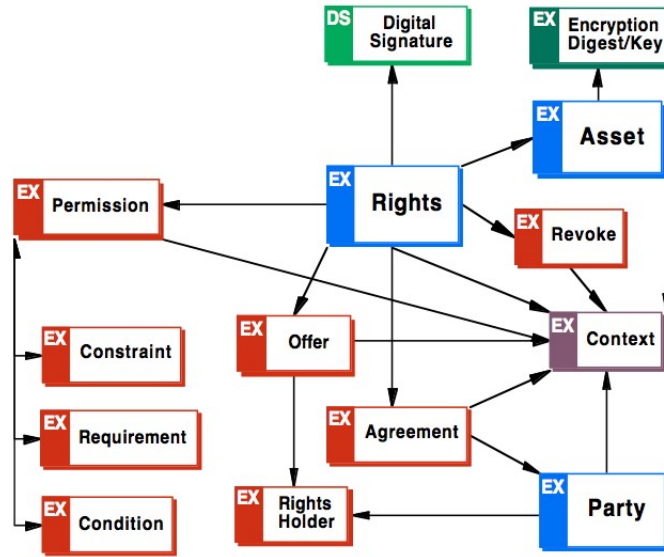 DS
Digital
Signature
EX
Encryption
Digest/Key
EX
Asset
EX
Permission
EX
Rights
EX
Revoke
EX
Constraint
EX
Offer
EX
Context
EX
Requirement
EX
Agreement
EX
Condition
EX
Rights
Holder
EX
Party